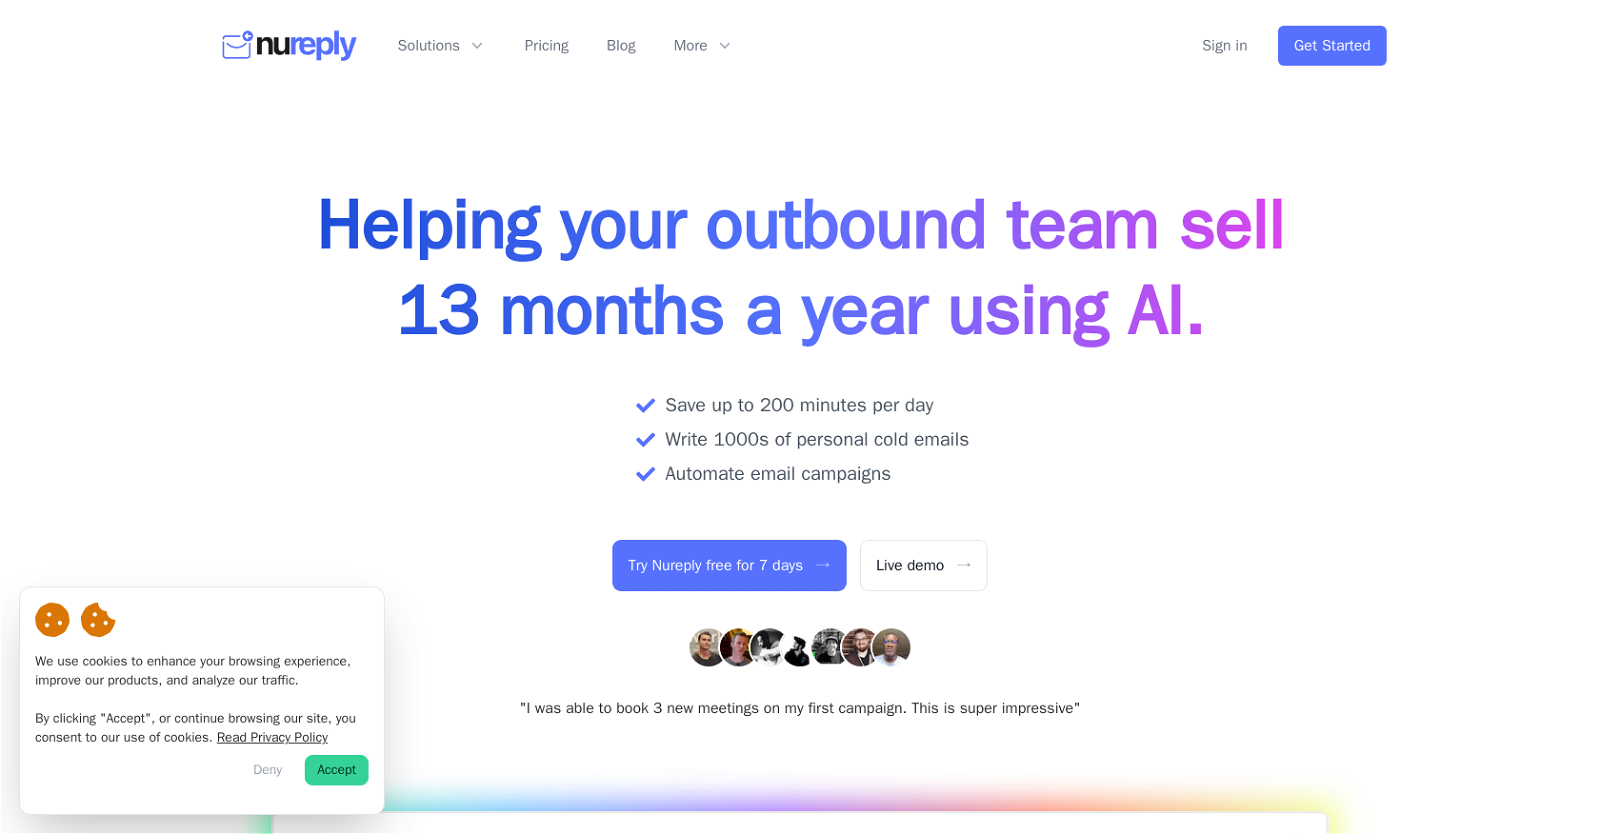 nureply
Solutions
Pricing
Blog
More
Sign in
Get Started
Helping your outbound team sell
13 months a year using AI.
Save up to 200 minutes per day
Write 1000s of personal cold emails
Automate email campaigns
Try Nureply free for 7 days
Live demo
"I was able to book 3 new meetings on my first campaign. This is super impressive"
We use cookies to enhance your browsing experience,
improve our products, and analyze our traffic.
By clicking "Accept", or continue browsing our site, you
consent to our use of cookies. Read Privacy Policy
Deny
Accept